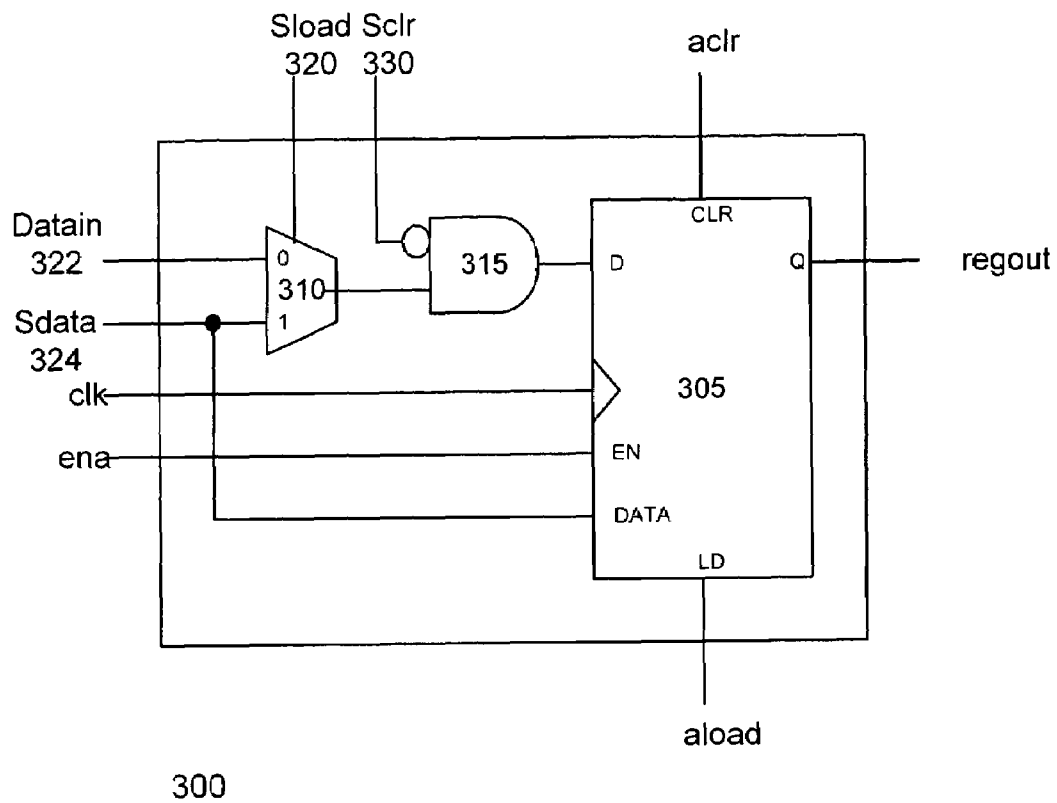 Sload Sclr
320 330
aclr
Datain
322
0
310
1
Sdata
324
315
CLR
D
Q
regout
clk
305
ena
EN
DATA
LD
aload
300